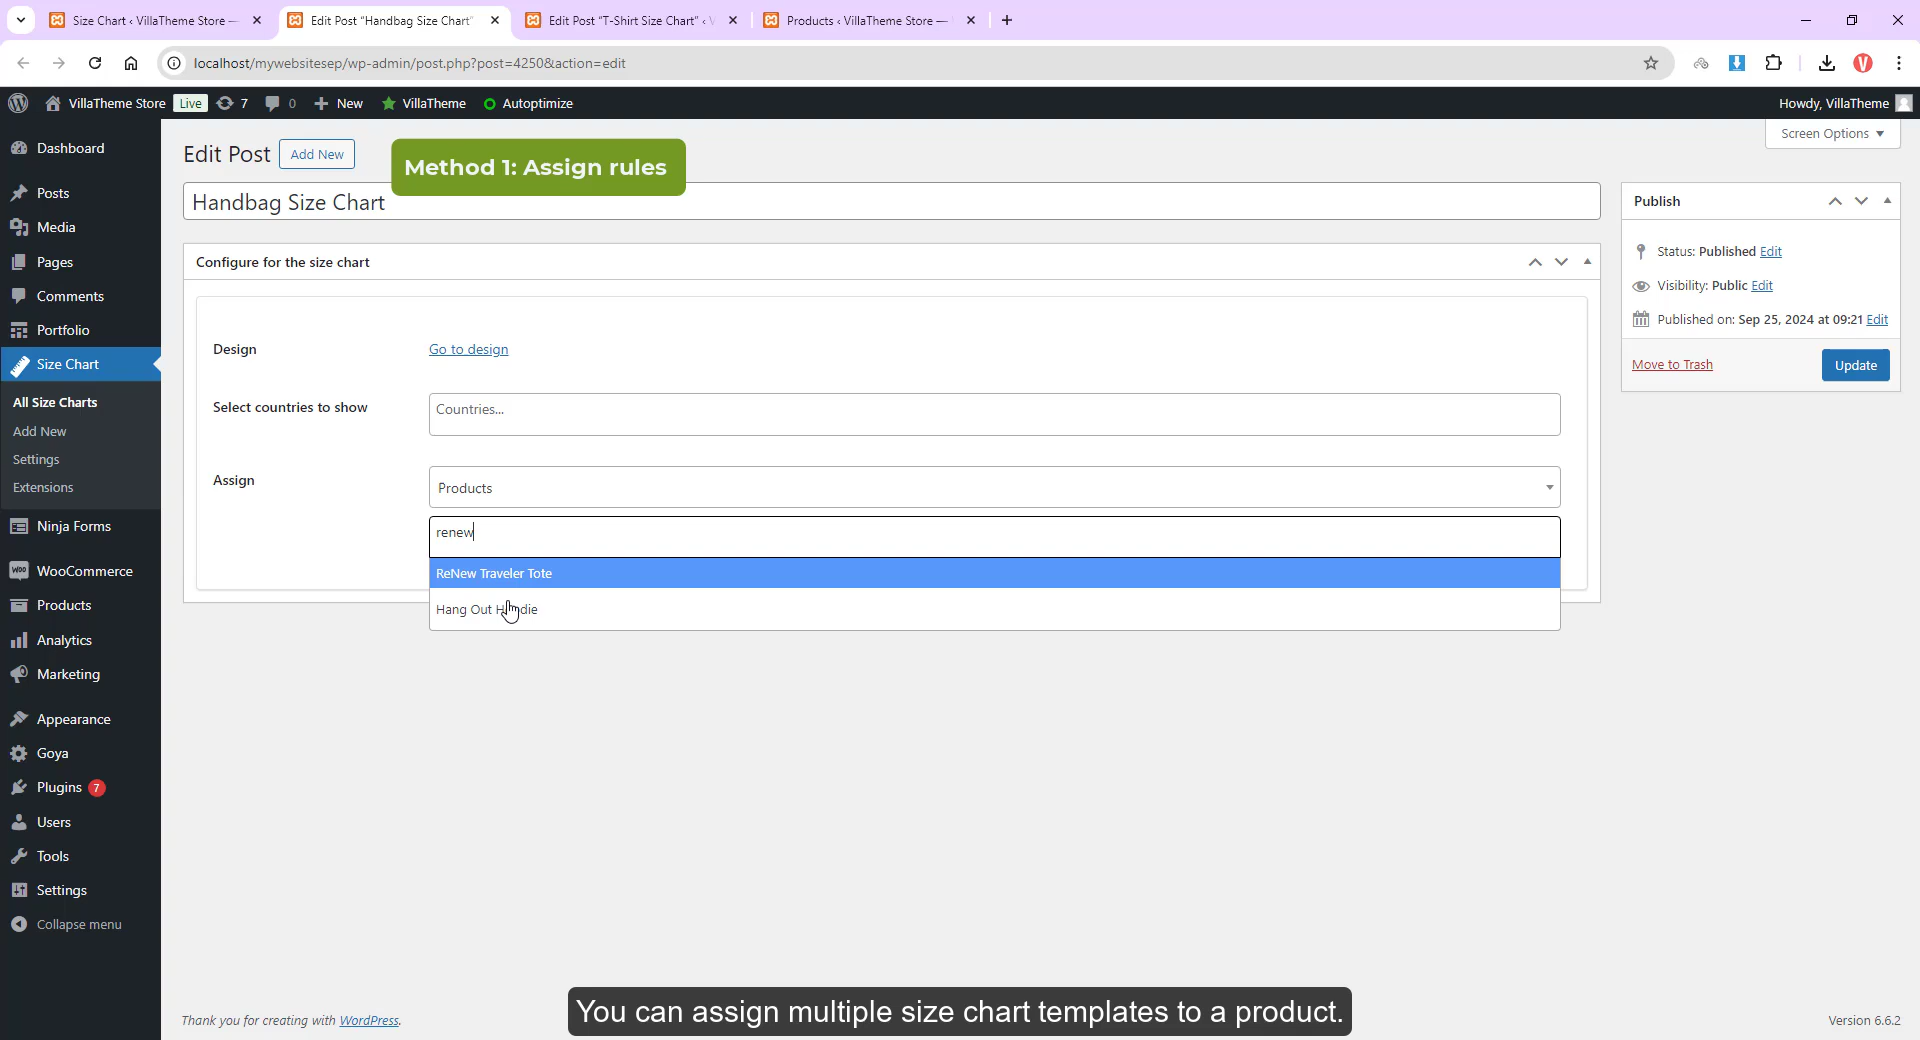 Size Chart ‹ VillaTheme Store —
Edit Post "Handbag Size Chart"
Edit Post "T-Shirt Size Chart" ‹ V
Products ‹ VillaTheme Store —
localhost/mywebsitesep/wp-admin/post.php?post=4250&action=edit
VillaTheme Store Live 7 0 New VillaTheme Autoptimize Howdy, VillaTheme
Screen Options
Dashboard
Posts
Media
Pages
Comments
Portfolio
Size Chart
All Size Charts
Add New
Settings
Extensions
Ninja Forms
WooCommerce
Products
Analytics
Marketing
Appearance
Goya
Plugins 7
Users
Tools
Settings
Collapse menu
Edit Post Add New
Method 1: Assign rules
Handbag Size Chart
Configure for the size chart
Design Go to design
Select countries to show Countries...
Assign Products
renew
ReNew Traveler Tote
Hang Out Hoodie
Publish
Status: Published Edit
Visibility: Public Edit
Published on: Sep 25, 2024 at 09:21 Edit
Move to Trash Update
You can assign multiple size chart templates to a product.
Thank you for creating with WordPress.
Version 6.6.2